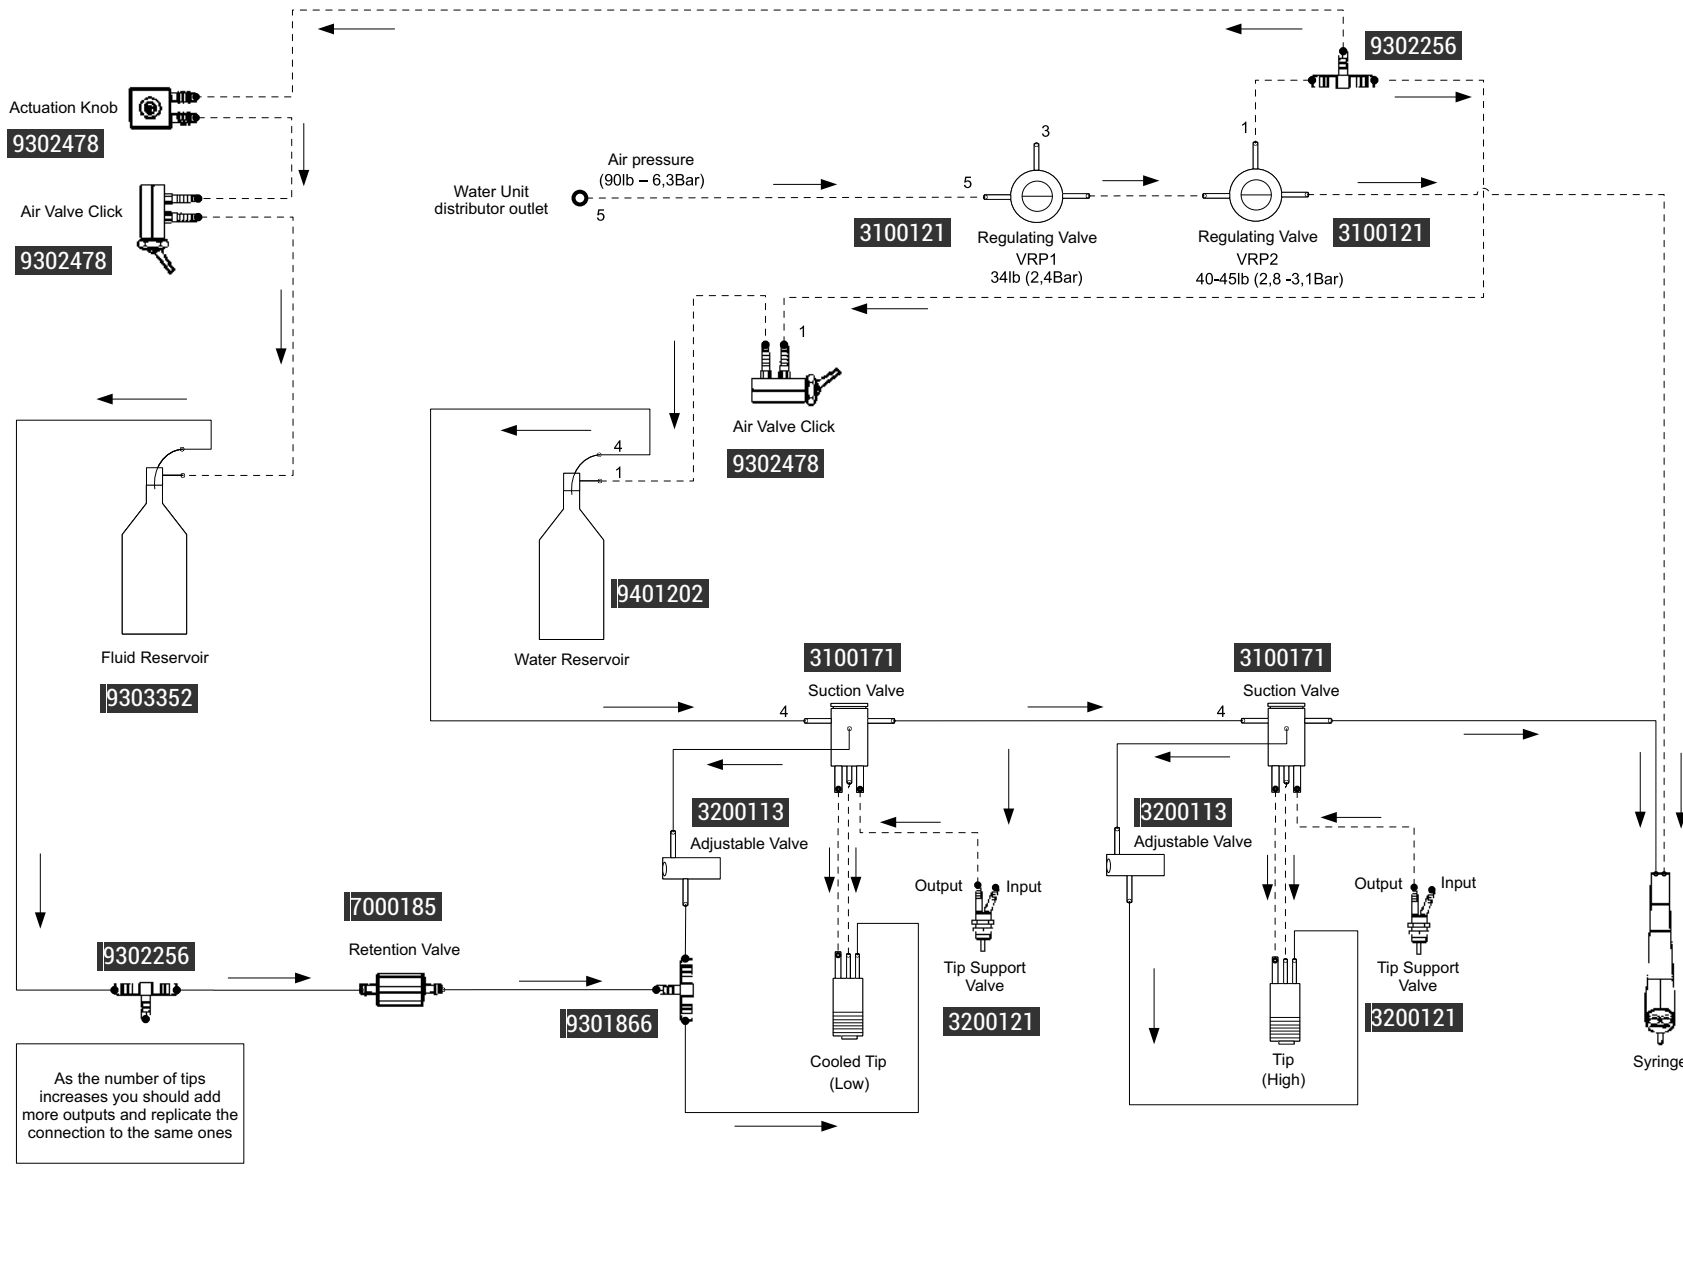 9302256
Actuation Knob
9302478
Air Valve Click
9302478
Water Unit
distributor outlet
Air pressure
(90lb – 6,3Bar)
5
5
3100121
3
Regulating Valve
VRP1
34lb (2,4Bar)
1
Regulating Valve
VRP2
40-45lb (2,8 -3,1Bar)
3100121
1
Air Valve Click
9302478
4
1
9401202
Water Reservoir
Fluid Reservoir
9303352
3100171
Suction Valve
4
3100171
Suction Valve
4
3200113
Adjustable Valve
3200113
Adjustable Valve
Output
Input
Tip Support
Valve
3200121
Output
Input
Tip Support
Valve
3200121
7000185
Retention Valve
9302256
9301866
Cooled Tip
(Low)
Tip
(High)
Syringe
As the number of tips
increases you should add
more outputs and replicate the
connection to the same ones